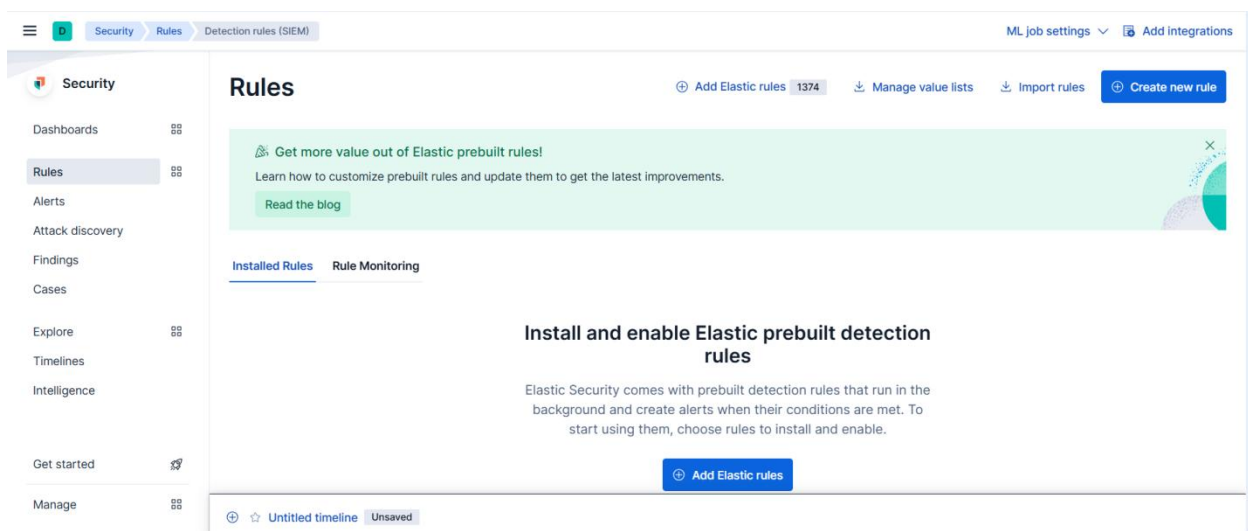 D Security Rules Detection rules (SIEM) ML job settings Add integrations
Security
Dashboards
Rules
Alerts
Attack discovery
Findings
Cases
Explore
Timelines
Intelligence
Get started
Manage
Rules
Add Elastic rules 1374 Manage value lists Import rules Create new rule
Get more value out of Elastic prebuilt rules!
Learn how to customize prebuilt rules and update them to get the latest improvements.
Read the blog
Installed Rules Rule Monitoring
Install and enable Elastic prebuilt detection
rules
Elastic Security comes with prebuilt detection rules that run in the
background and create alerts when their conditions are met. To
start using them, choose rules to install and enable.
Add Elastic rules
Untitled timeline Unsaved